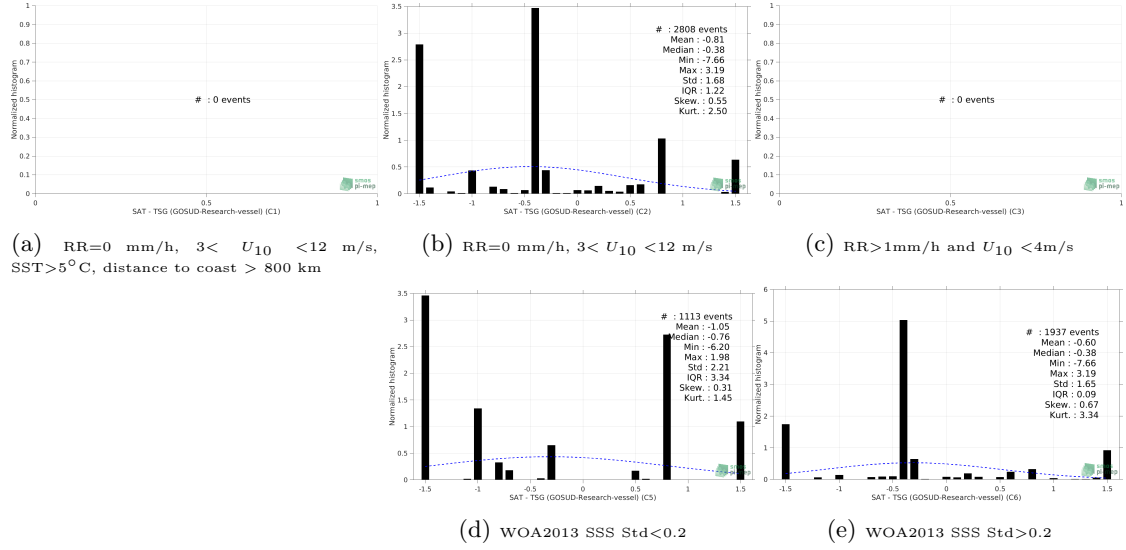 1
0.9
0.8
0.7
0.6
0.5
0.4
0.3
0.2
0.1
0
Normalized histogram
# : 0 events
smos
pi-mep
0 0.5 1
SAT - TSG (GOSUD-Research-vessel) (C1)
(a) RR=0 mm/h, 3< U10 <12 m/s,
SST>5°C, distance to coast > 800 km
3.5
3
2.5
2
1.5
1
0.5
0
Normalized histogram
# : 2808 events
Mean : -0.81
Median : -0.38
Min : -7.66
Max : 3.19
Std : 1.68
IQR : 1.22
Skew. : 0.55
Kurt. : 2.50
smos
pi-mep
-1.5 -1 -0.5 0 0.5 1 1.5
SAT - TSG (GOSUD-Research-vessel) (C2)
(b) RR=0 mm/h, 3< U10 <12 m/s
1
0.9
0.8
0.7
0.6
0.5
0.4
0.3
0.2
0.1
0
Normalized histogram
# : 0 events
smos
pi-mep
0 0.5 1
SAT - TSG (GOSUD-Research-vessel) (C3)
(c) RR>1mm/h and U10 <4m/s
3.5
3
2.5
2
1.5
1
0.5
0
Normalized histogram
# : 1113 events
Mean : -1.05
Median : -0.76
Min : -6.20
Max : 1.98
Std : 2.21
IQR : 3.34
Skew. : 0.31
Kurt. : 1.45
smos
pi-mep
-1.5 -1 -0.5 0 0.5 1 1.5
SAT - TSG (GOSUD-Research-vessel) (C5)
(d) WOA2013 SSS Std<0.2
6
5
4
3
2
1
0
Normalized histogram
# : 1937 events
Mean : -0.60
Median : -0.38
Min : -7.66
Max : 3.19
Std : 1.65
IQR : 0.09
Skew. : 0.67
Kurt. : 3.34
smos
pi-mep
-1.5 -1 -0.5 0 0.5 1 1.5
SAT - TSG (GOSUD-Research-vessel) (C6)
(e) WOA2013 SSS Std>0.2